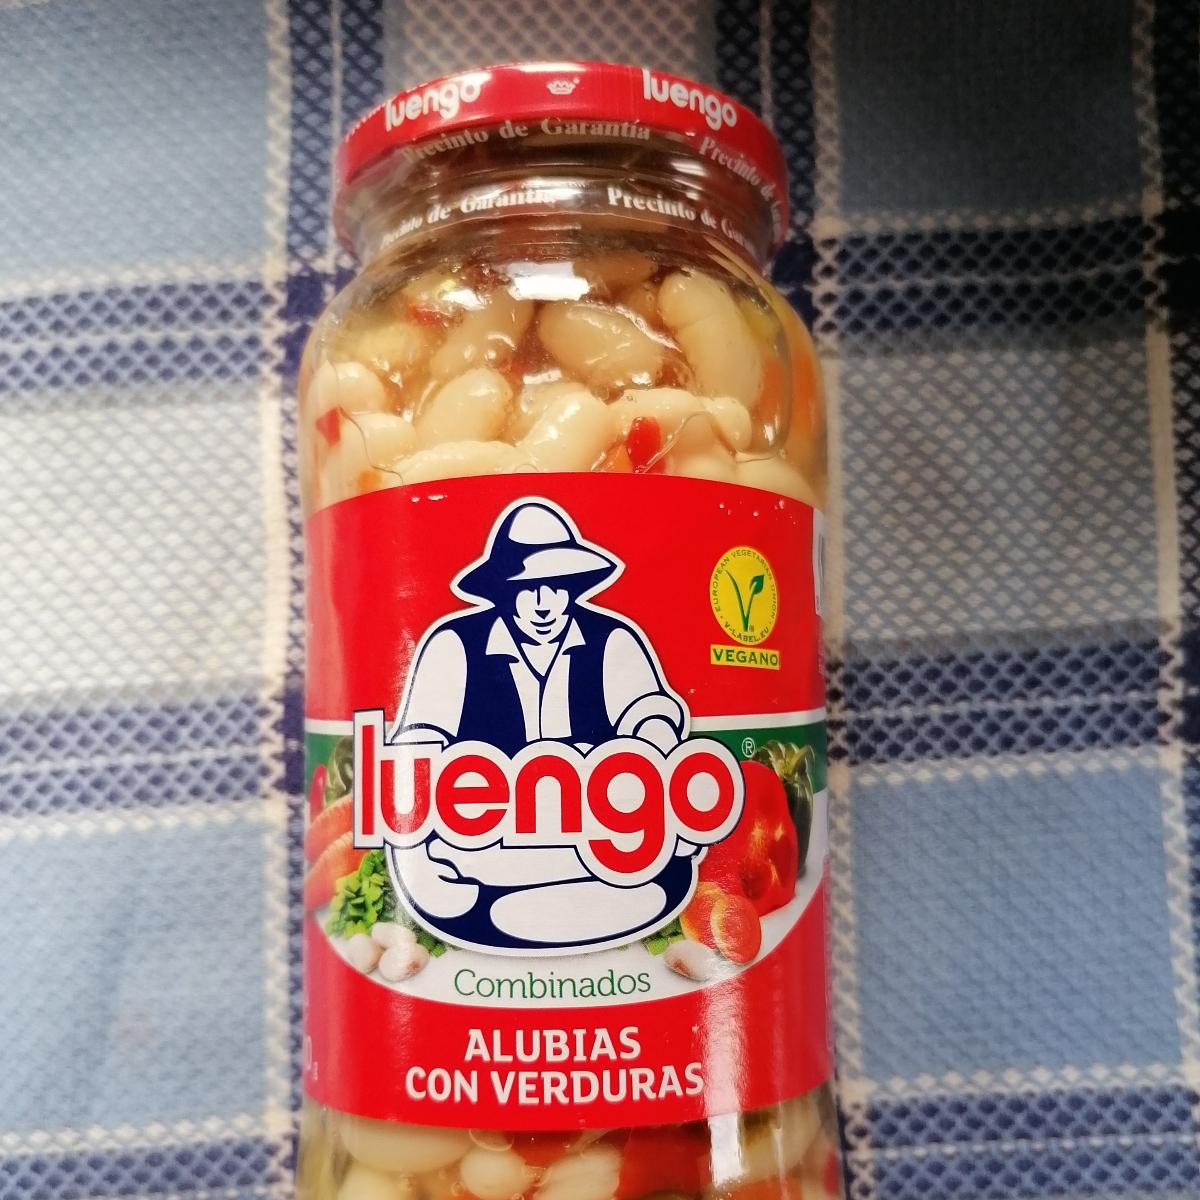 luengo luengo
Precinto de Garantía Precinto de
Precinto de Garantía Precinto de Garan
EUROPEAN VEGETARIAN UNION
V-LABEL.EU
VEGANO
luengo®
Combinados
ALUBIAS
CON VERDURAS